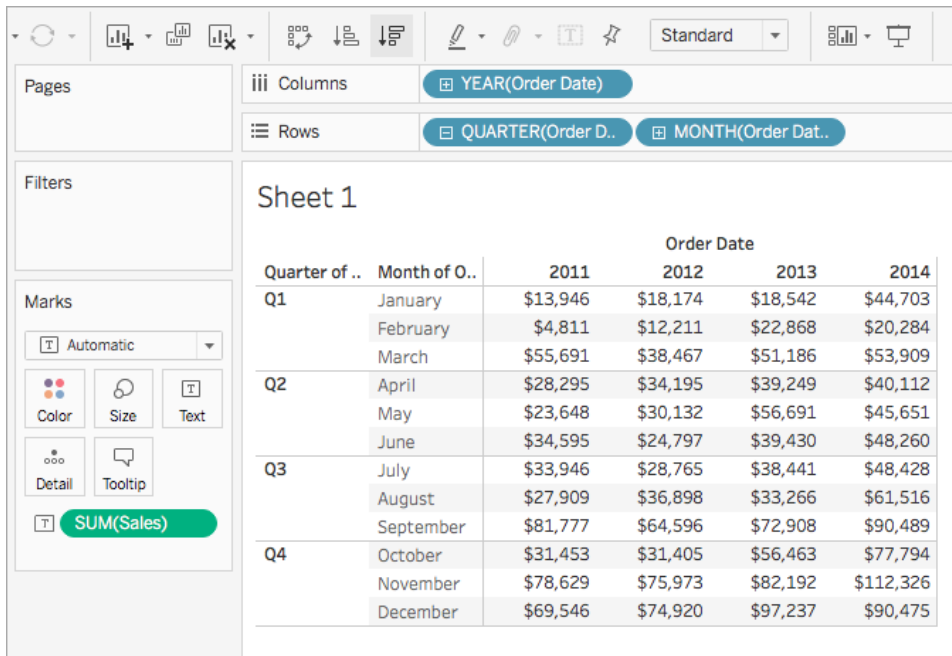 Standard
Pages
Columns
YEAR(Order Date)
Rows
QUARTER(Order D..
MONTH(Order Dat..
Filters
Sheet 1
Order Date
Quarter of .. Month of O.. 2011 2012 2013 2014
Q1 January $13,946 $18,174 $18,542 $44,703
February $4,811 $12,211 $22,868 $20,284
March $55,691 $38,467 $51,186 $53,909
Q2 April $28,295 $34,195 $39,249 $40,112
May $23,648 $30,132 $56,691 $45,651
June $34,595 $24,797 $39,430 $48,260
Q3 July $33,946 $28,765 $38,441 $48,428
August $27,909 $36,898 $33,266 $61,516
September $81,777 $64,596 $72,908 $90,489
Q4 October $31,453 $31,405 $56,463 $77,794
November $78,629 $75,973 $82,192 $112,326
December $69,546 $74,920 $97,237 $90,475
Marks
T Automatic
Color Size T Text
Detail Tooltip
T SUM(Sales)